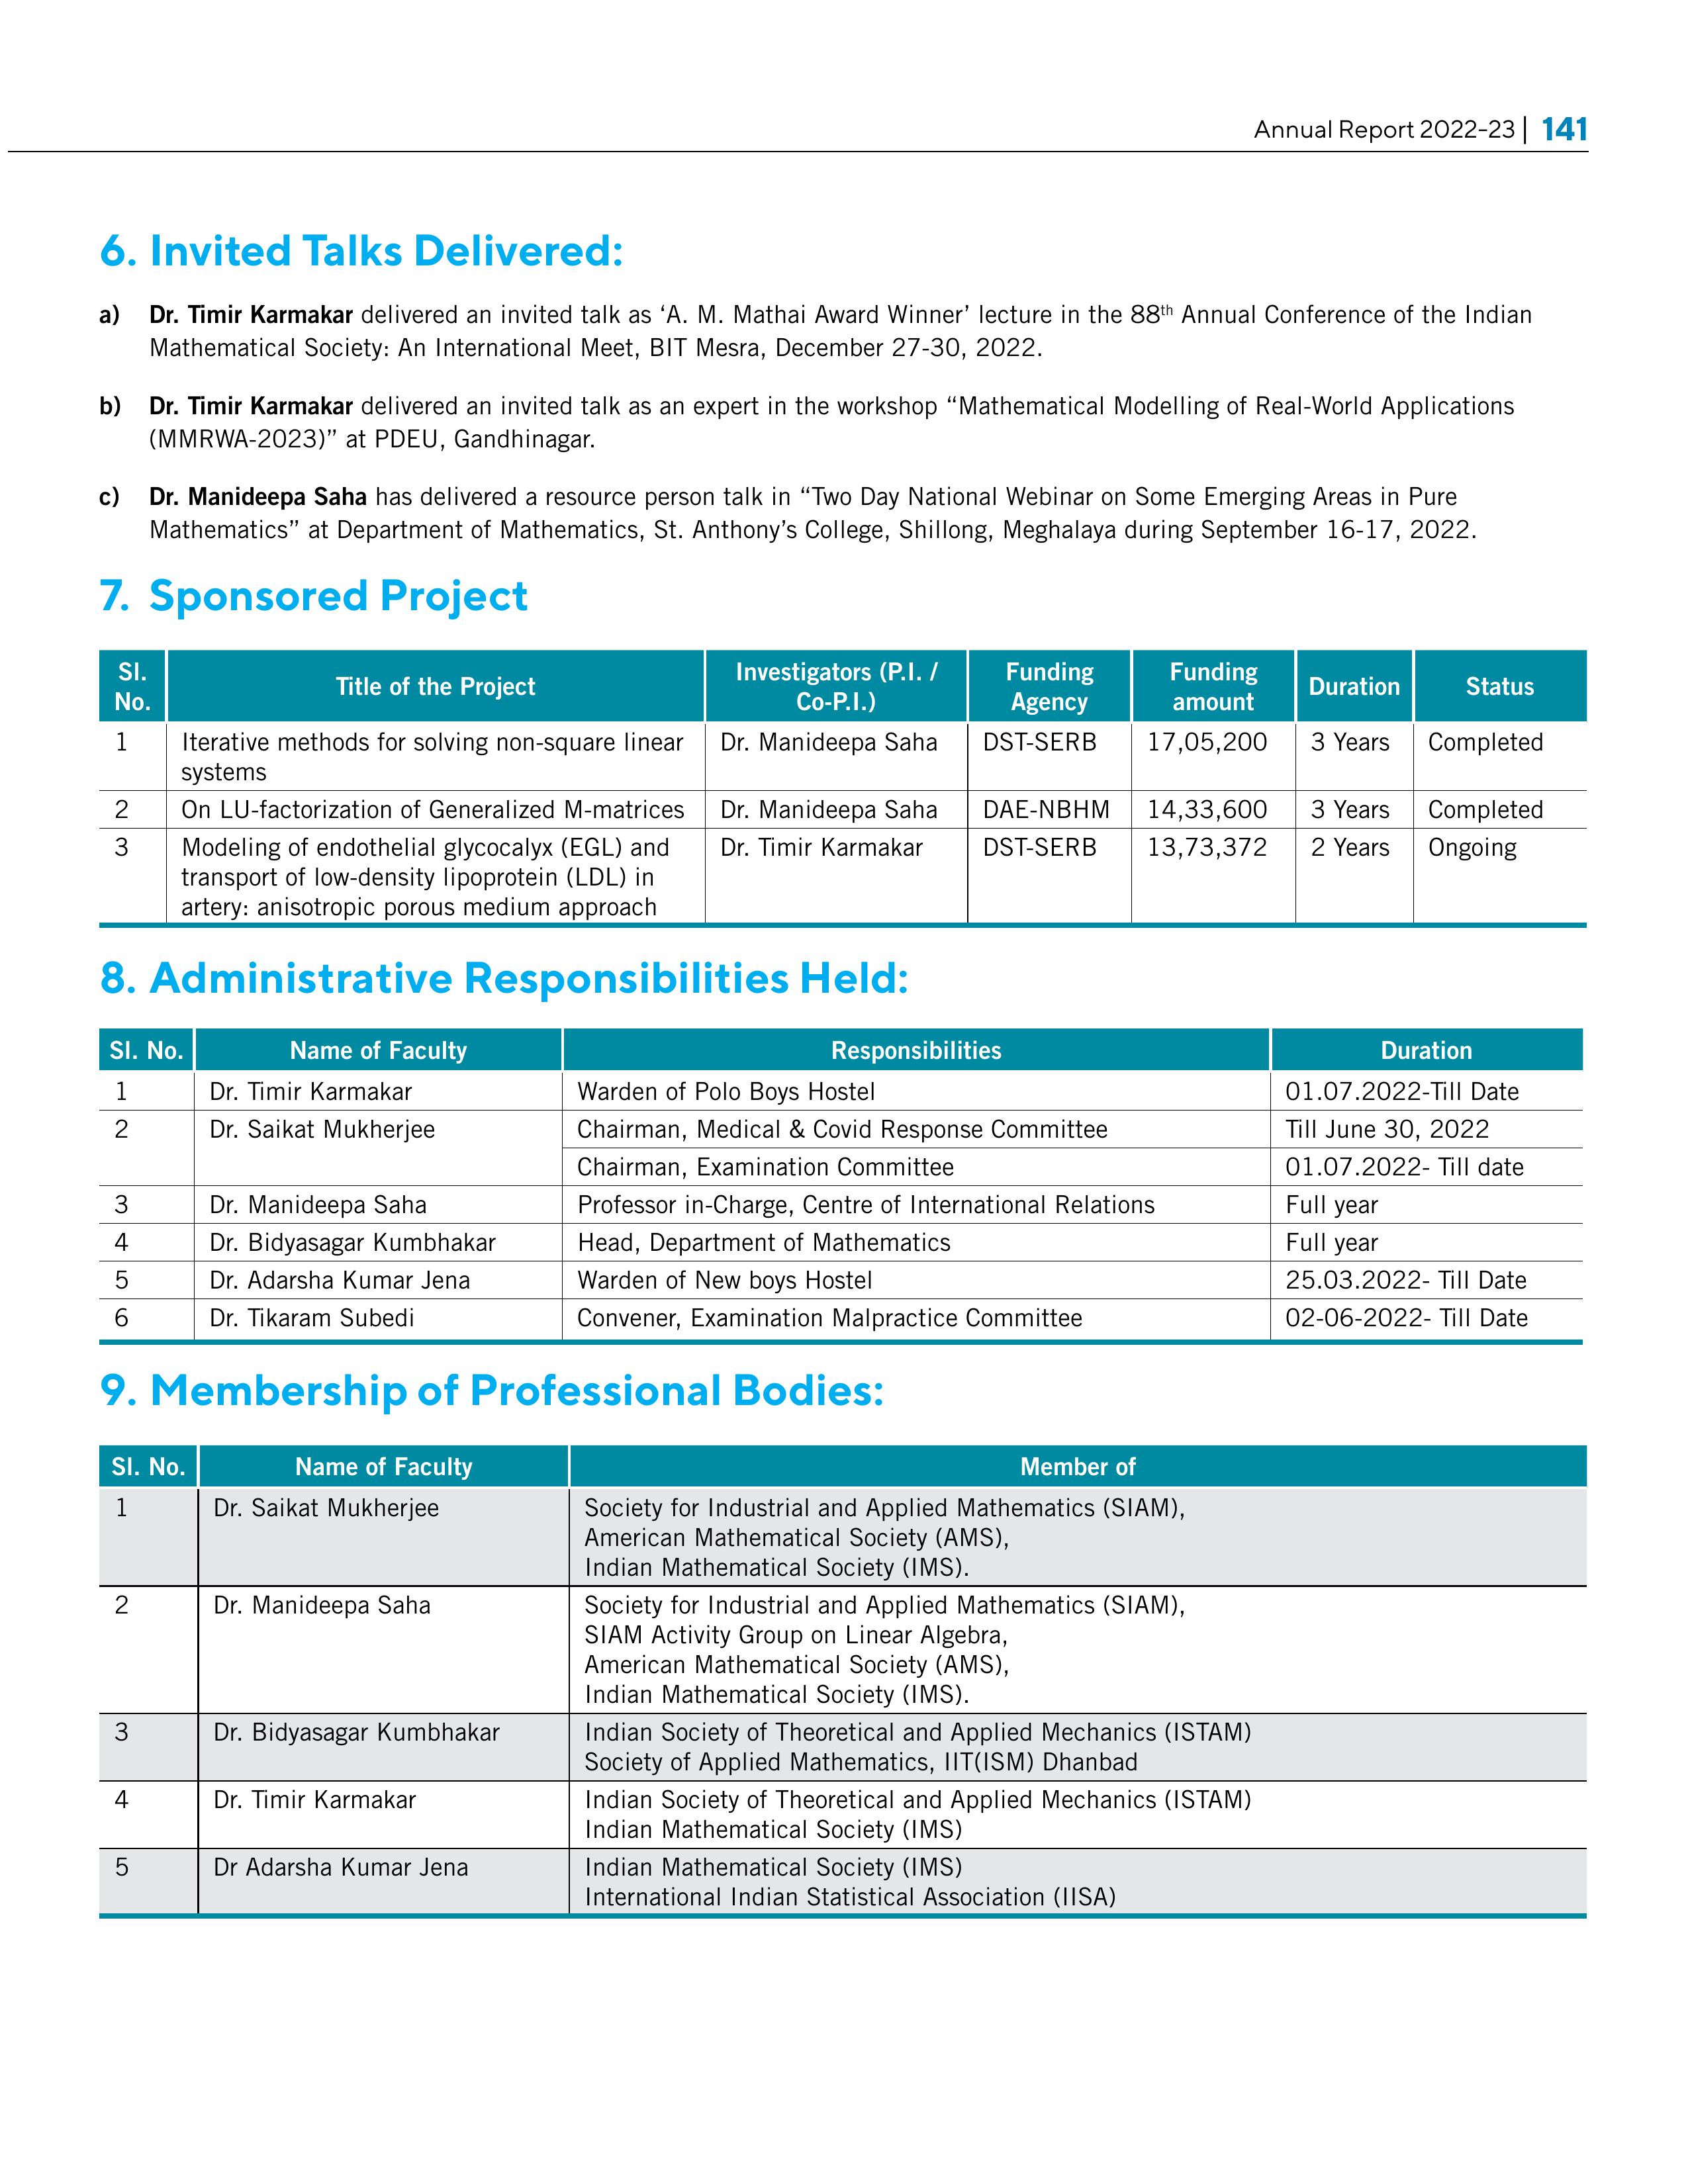 Annual Report 2022-23 | 141
6. Invited Talks Delivered:
a) Dr. Timir Karmakar delivered an invited talk as ‘A. M. Mathai Award Winner’ lecture in the 88th Annual Conference of the Indian
Mathematical Society: An International Meet, BIT Mesra, December 27-30, 2022.
b) Dr. Timir Karmakar delivered an invited talk as an expert in the workshop “Mathematical Modelling of Real-World Applications
(MMRWA-2023)” at PDEU, Gandhinagar.
c) Dr. Manideepa Saha has delivered a resource person talk in “Two Day National Webinar on Some Emerging Areas in Pure
Mathematics” at Department of Mathematics, St. Anthony’s College, Shillong, Meghalaya during September 16-17, 2022.
7. Sponsored Project
Sl. No. Title of the Project Investigators (P.I. / Co-P.I.) Funding Agency Funding amount Duration Status
1 Iterative methods for solving non-square linear Dr. Manideepa Saha DST-SERB 17,05,200 3 Years Completed
systems
2 On LU-factorization of Generalized M-matrices Dr. Manideepa Saha DAE-NBHM 14,33,600 3 Years Completed
3 Modeling of endothelial glycocalyx (EGL) and Dr. Timir Karmakar DST-SERB 13,73,372 2 Years Ongoing
transport of low-density lipoprotein (LDL) in
artery: anisotropic porous medium approach
8. Administrative Responsibilities Held:
Sl. No. Name of Faculty Responsibilities Duration
1 Dr. Timir Karmakar Warden of Polo Boys Hostel 01.07.2022-Till Date
2 Dr. Saikat Mukherjee Chairman, Medical & Covid Response Committee Till June 30, 2022
Chairman, Examination Committee 01.07.2022- Till date
3 Dr. Manideepa Saha Professor in-Charge, Centre of International Relations Full year
4 Dr. Bidyasagar Kumbhakar Head, Department of Mathematics Full year
5 Dr. Adarsha Kumar Jena Warden of New boys Hostel 25.03.2022- Till Date
6 Dr. Tikaram Subedi Convener, Examination Malpractice Committee 02-06-2022- Till Date
9. Membership of Professional Bodies:
Sl. No. Name of Faculty Member of
1 Dr. Saikat Mukherjee Society for Industrial and Applied Mathematics (SIAM),
American Mathematical Society (AMS),
Indian Mathematical Society (IMS).
2 Dr. Manideepa Saha Society for Industrial and Applied Mathematics (SIAM),
SIAM Activity Group on Linear Algebra,
American Mathematical Society (AMS),
Indian Mathematical Society (IMS).
3 Dr. Bidyasagar Kumbhakar Indian Society of Theoretical and Applied Mechanics (ISTAM)
Society of Applied Mathematics, IIT(ISM) Dhanbad
4 Dr. Timir Karmakar Indian Society of Theoretical and Applied Mechanics (ISTAM)
Indian Mathematical Society (IMS)
5 Dr Adarsha Kumar Jena Indian Mathematical Society (IMS)
International Indian Statistical Association (IISA)